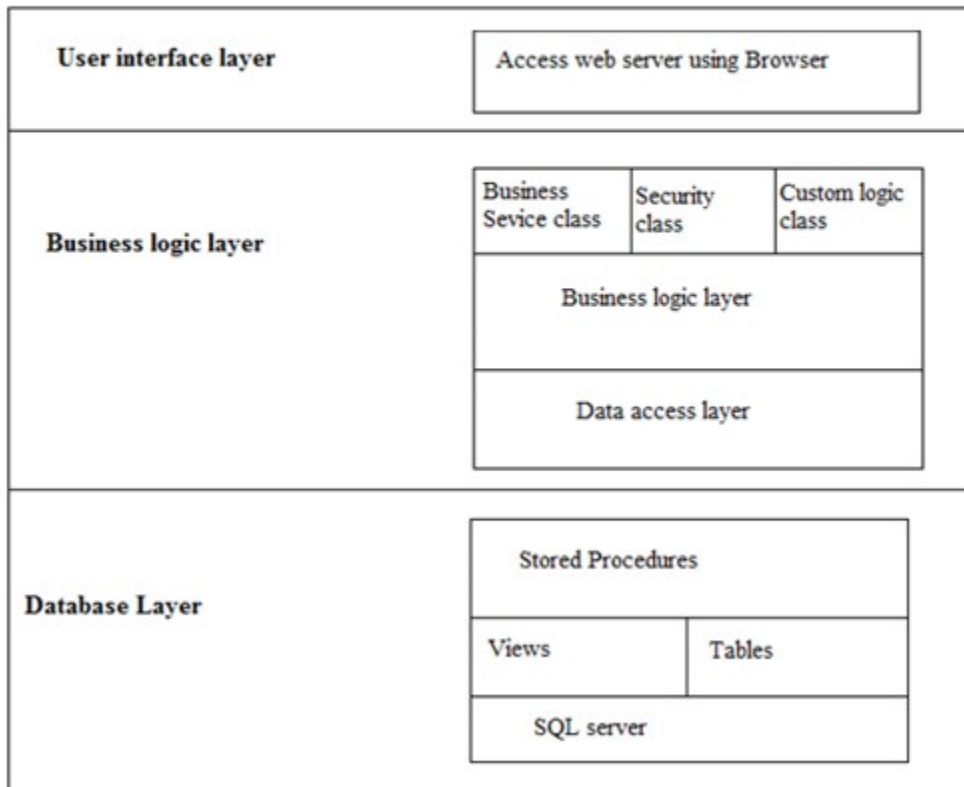 User interface layer
Access web server using Browser
Business logic layer
Business
Sevice class
Security
class
Custom logic
class
Business logic layer
Data access layer
Database Layer
Stored Procedures
Views
Tables
SQL server